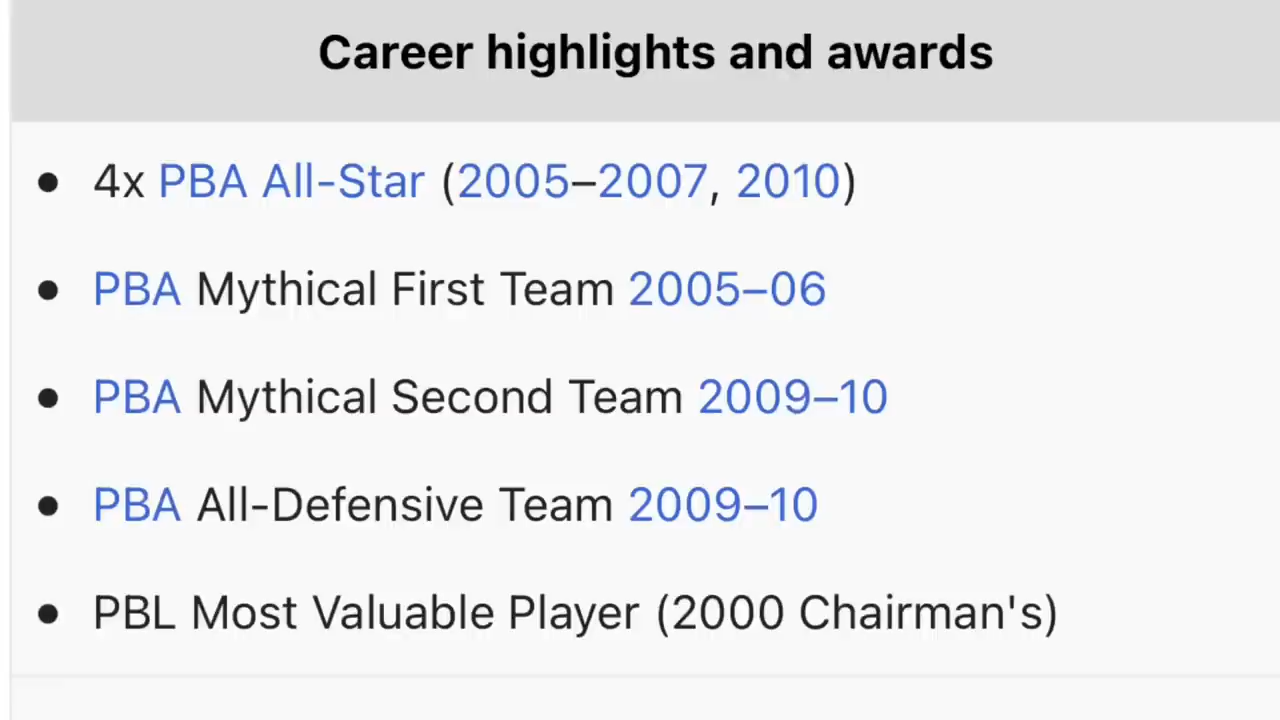 Career highlights and awards
• 4x PBA All-Star (2005–2007, 2010)
• PBA Mythical First Team 2005–06
• PBA Mythical Second Team 2009–10
• PBA All-Defensive Team 2009–10
• PBL Most Valuable Player (2000 Chairman's)